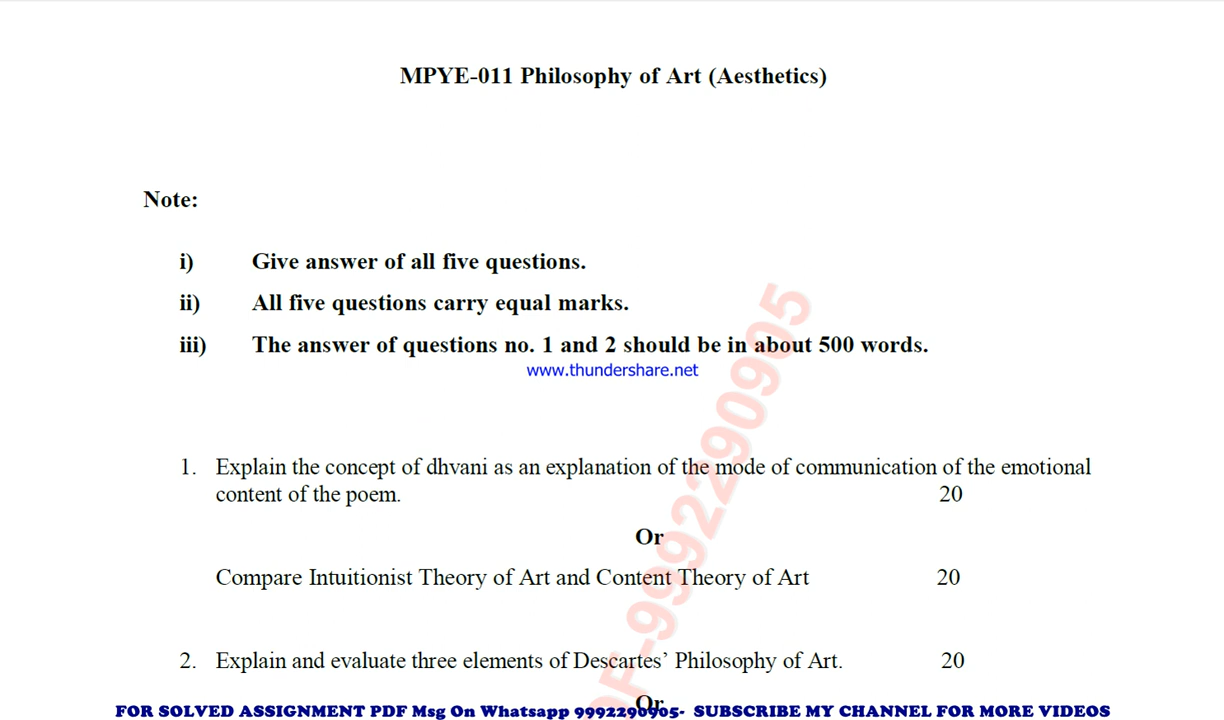 MPYE-011 Philosophy of Art (Aesthetics)
Note:
i) Give answer of all five questions.
ii) All five questions carry equal marks.
iii) The answer of questions no. 1 and 2 should be in about 500 words.
www.thundershare.net
1. Explain the concept of dhvani as an explanation of the mode of communication of the emotional
content of the poem. 20
Or
Compare Intuitionist Theory of Art and Content Theory of Art 20
2. Explain and evaluate three elements of Descartes’ Philosophy of Art. 20
Or
FOR SOLVED ASSIGNMENT PDF Msg On Whatsapp 9992290905- SUBSCRIBE MY CHANNEL FOR MORE VIDEOS
DF-9992290905